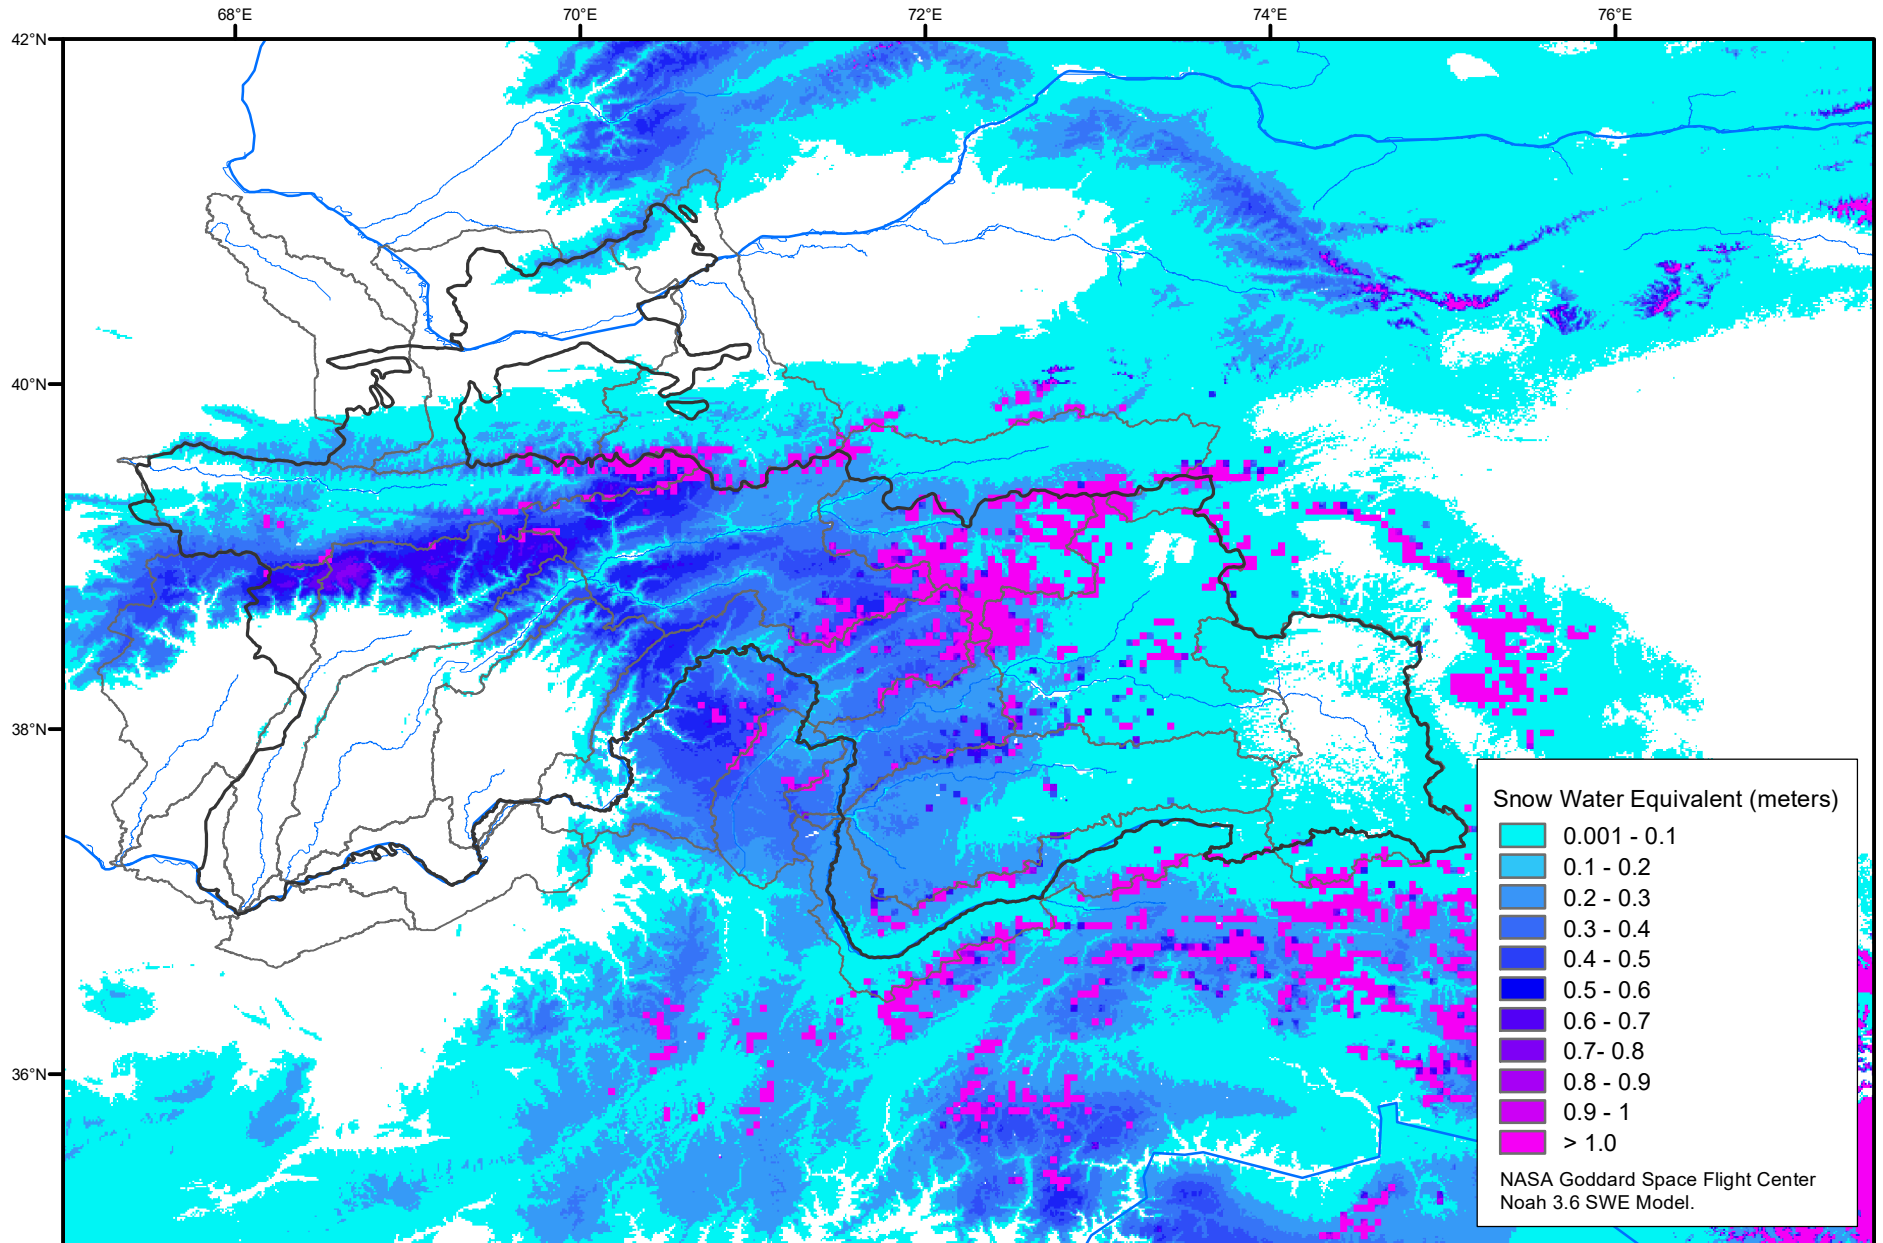 68°E 70°E 72°E 74°E 76°E
42°N
40°N
38°N
36°N
Snow Water Equivalent (meters)
0.001 - 0.1
0.1 - 0.2
0.2 - 0.3
0.3 - 0.4
0.4 - 0.5
0.5 - 0.6
0.6 - 0.7
0.7- 0.8
0.8 - 0.9
0.9 - 1
> 1.0
NASA Goddard Space Flight Center
Noah 3.6 SWE Model.